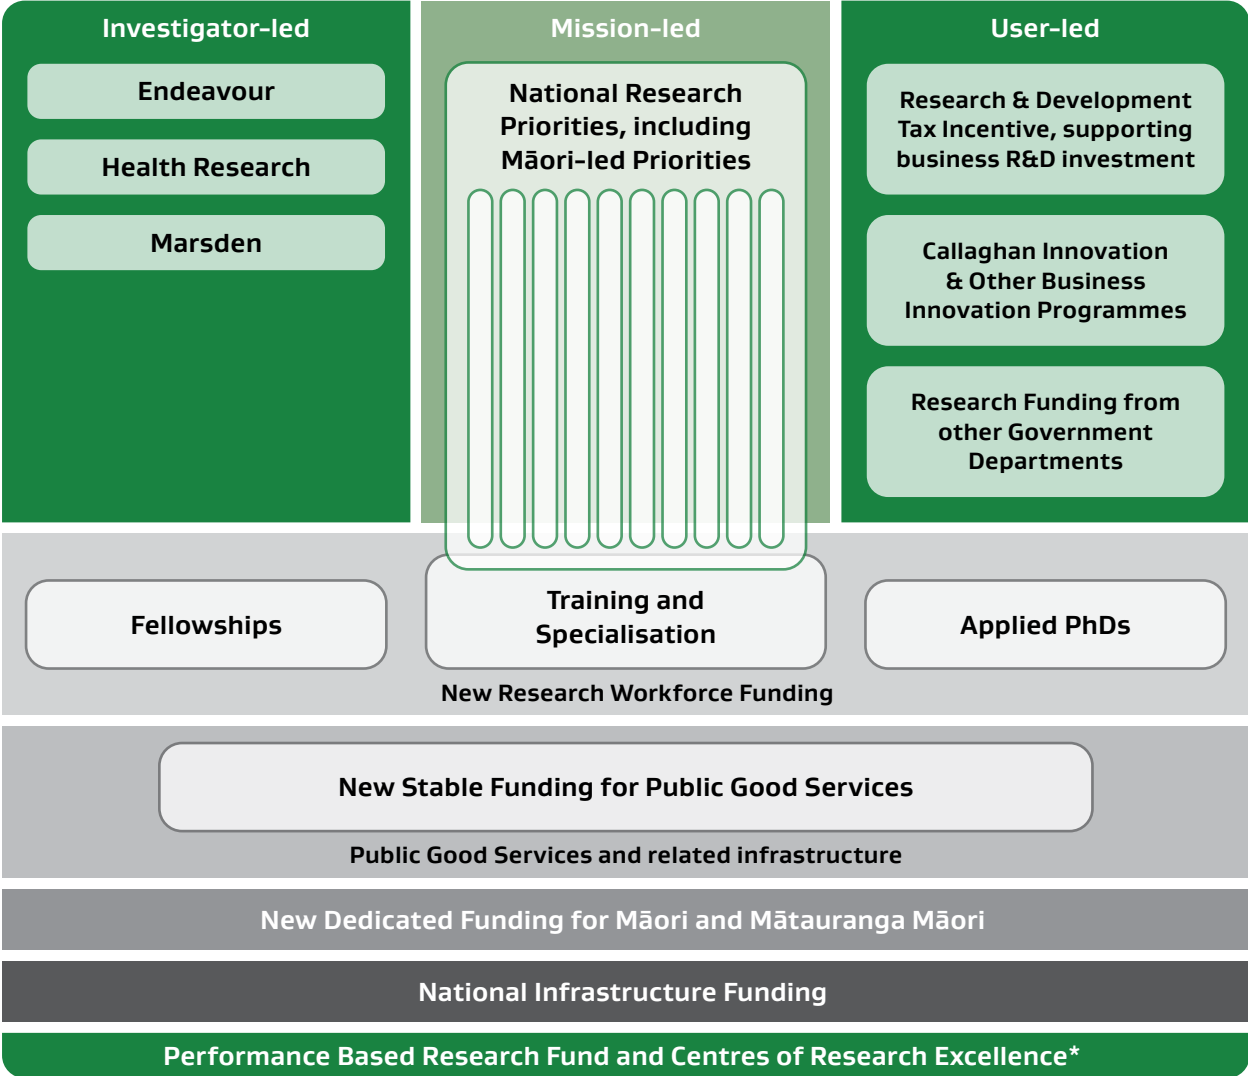 Investigator-led
Endeavour
Health Research
Marsden
Mission-led
National Research
Priorities, including
Māori-led Priorities
User-led
Research & Development
Tax Incentive, supporting
business R&D investment
Callaghan Innovation
& Other Business
Innovation Programmes
Research Funding from
other Government
Departments
Fellowships
Training and
Specialisation
Applied PhDs
New Research Workforce Funding
New Stable Funding for Public Good Services
Public Good Services and related infrastructure
New Dedicated Funding for Māori and Mātauranga Māori
National Infrastructure Funding
Performance Based Research Fund and Centres of Research Excellence*